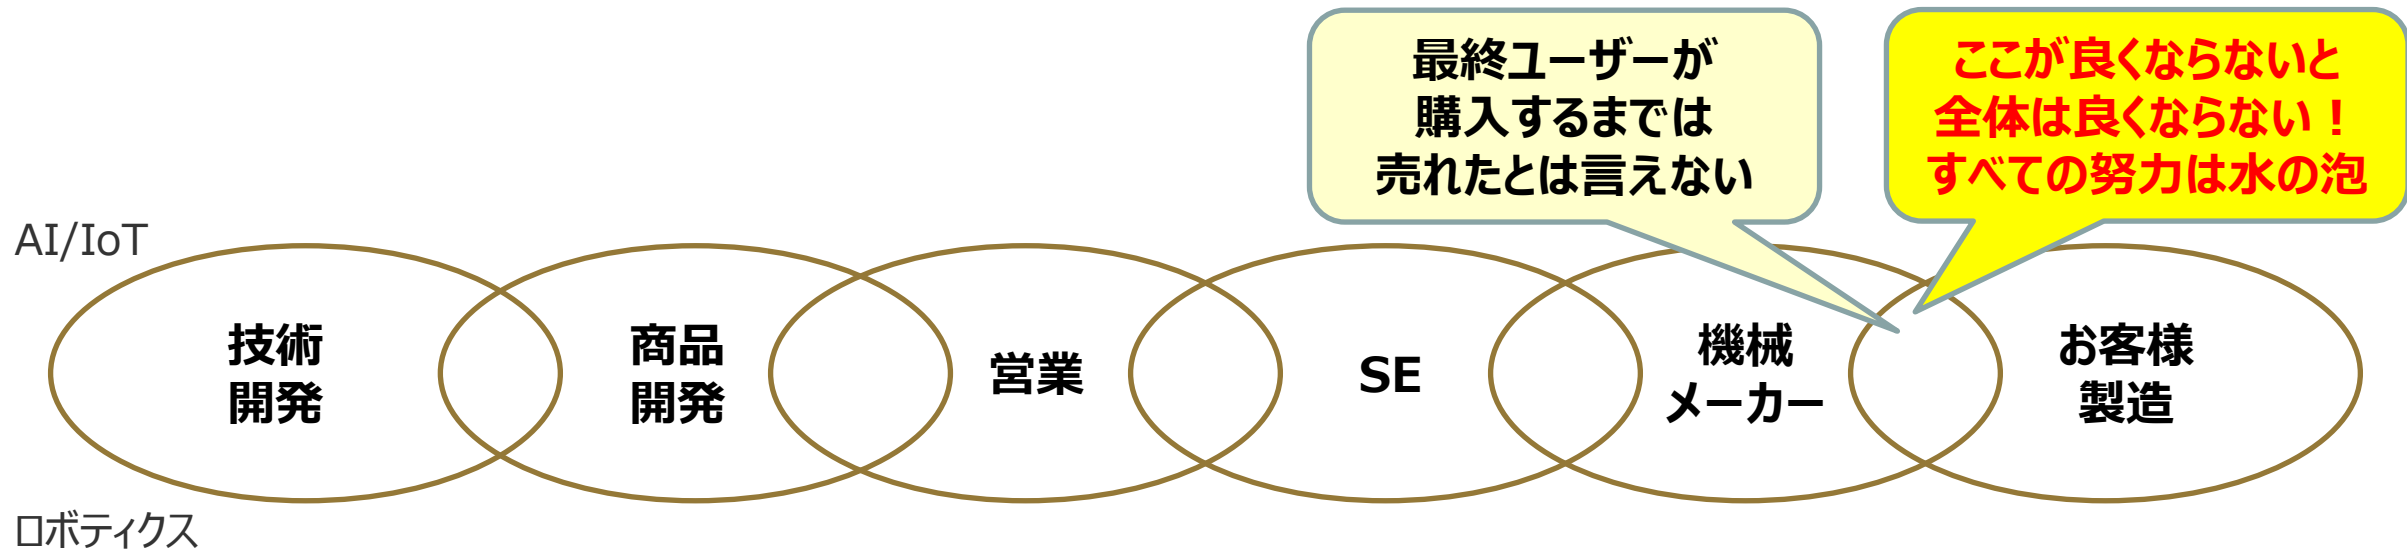 最終ユーザーが
購入するまでは
売れたとは言えない
ここが良くならないと
全体は良くならない！
すべての努力は水の泡
AI/IoT
技術
開発
商品
開発
営業
SE
機械
メーカー
お客様
製造
ロボティクス